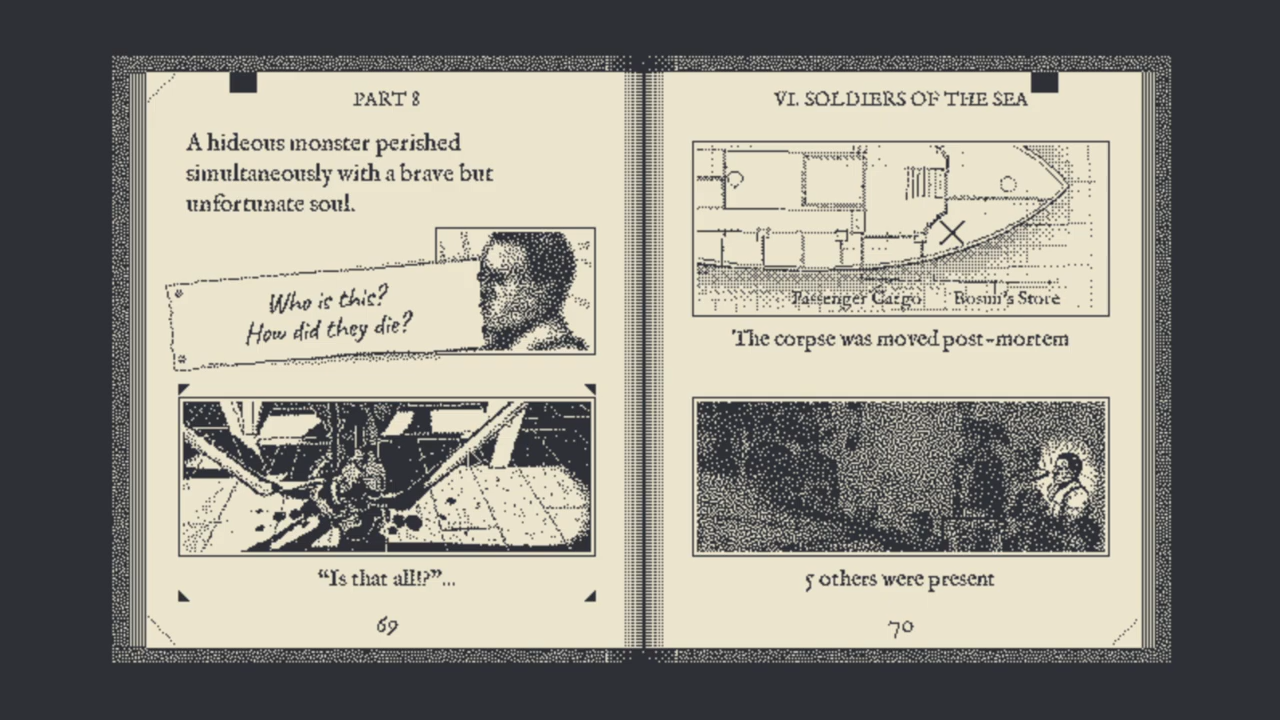 PART 8
A hideous monster perished
simultaneously with a brave but
unfortunate soul.
Who is this?
How did they die?
“Is that all!?”...
69
VI. SOLDIERS OF THE SEA
Passenger Cargo
Bosun's Store
The corpse was moved post-mortem
5 others were present
70